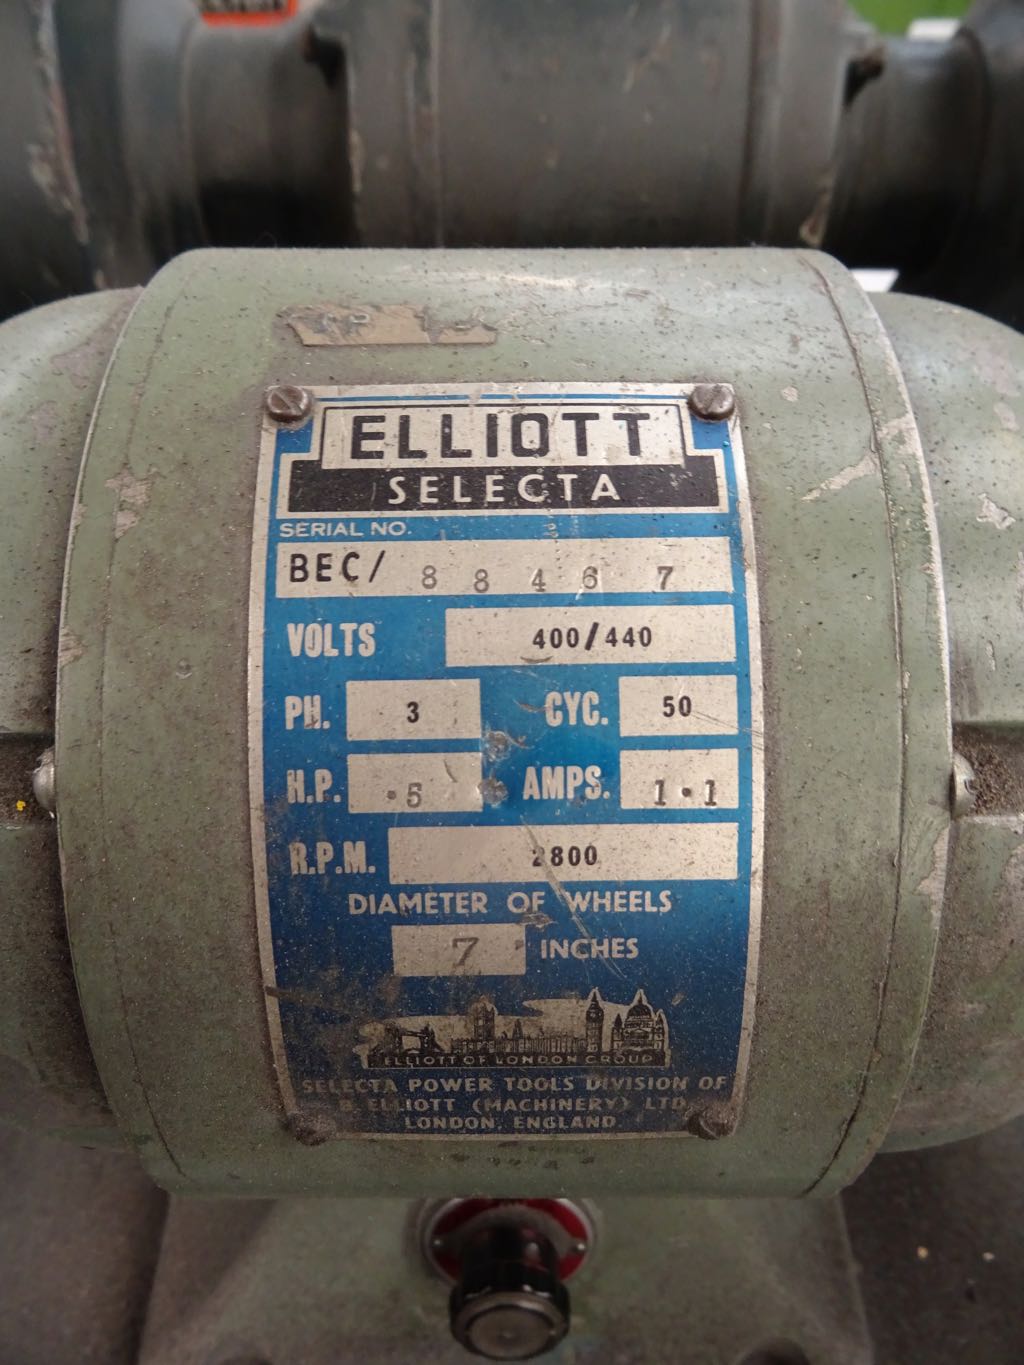 ELLIOTT
SELECTA
SERIAL NO.
BEC/ 88467
VOLTS 400/440
PH. 3 CYC. 50
H.P. .5 AMPS. 1.1
R.P.M. 2800
DIAMETER OF WHEELS
7 INCHES
ELLIOTT OF LONDON GROUP
SELECTA POWER TOOLS DIVISION OF
B. ELLIOTT (MACHINERY) LTD.
LONDON, ENGLAND.